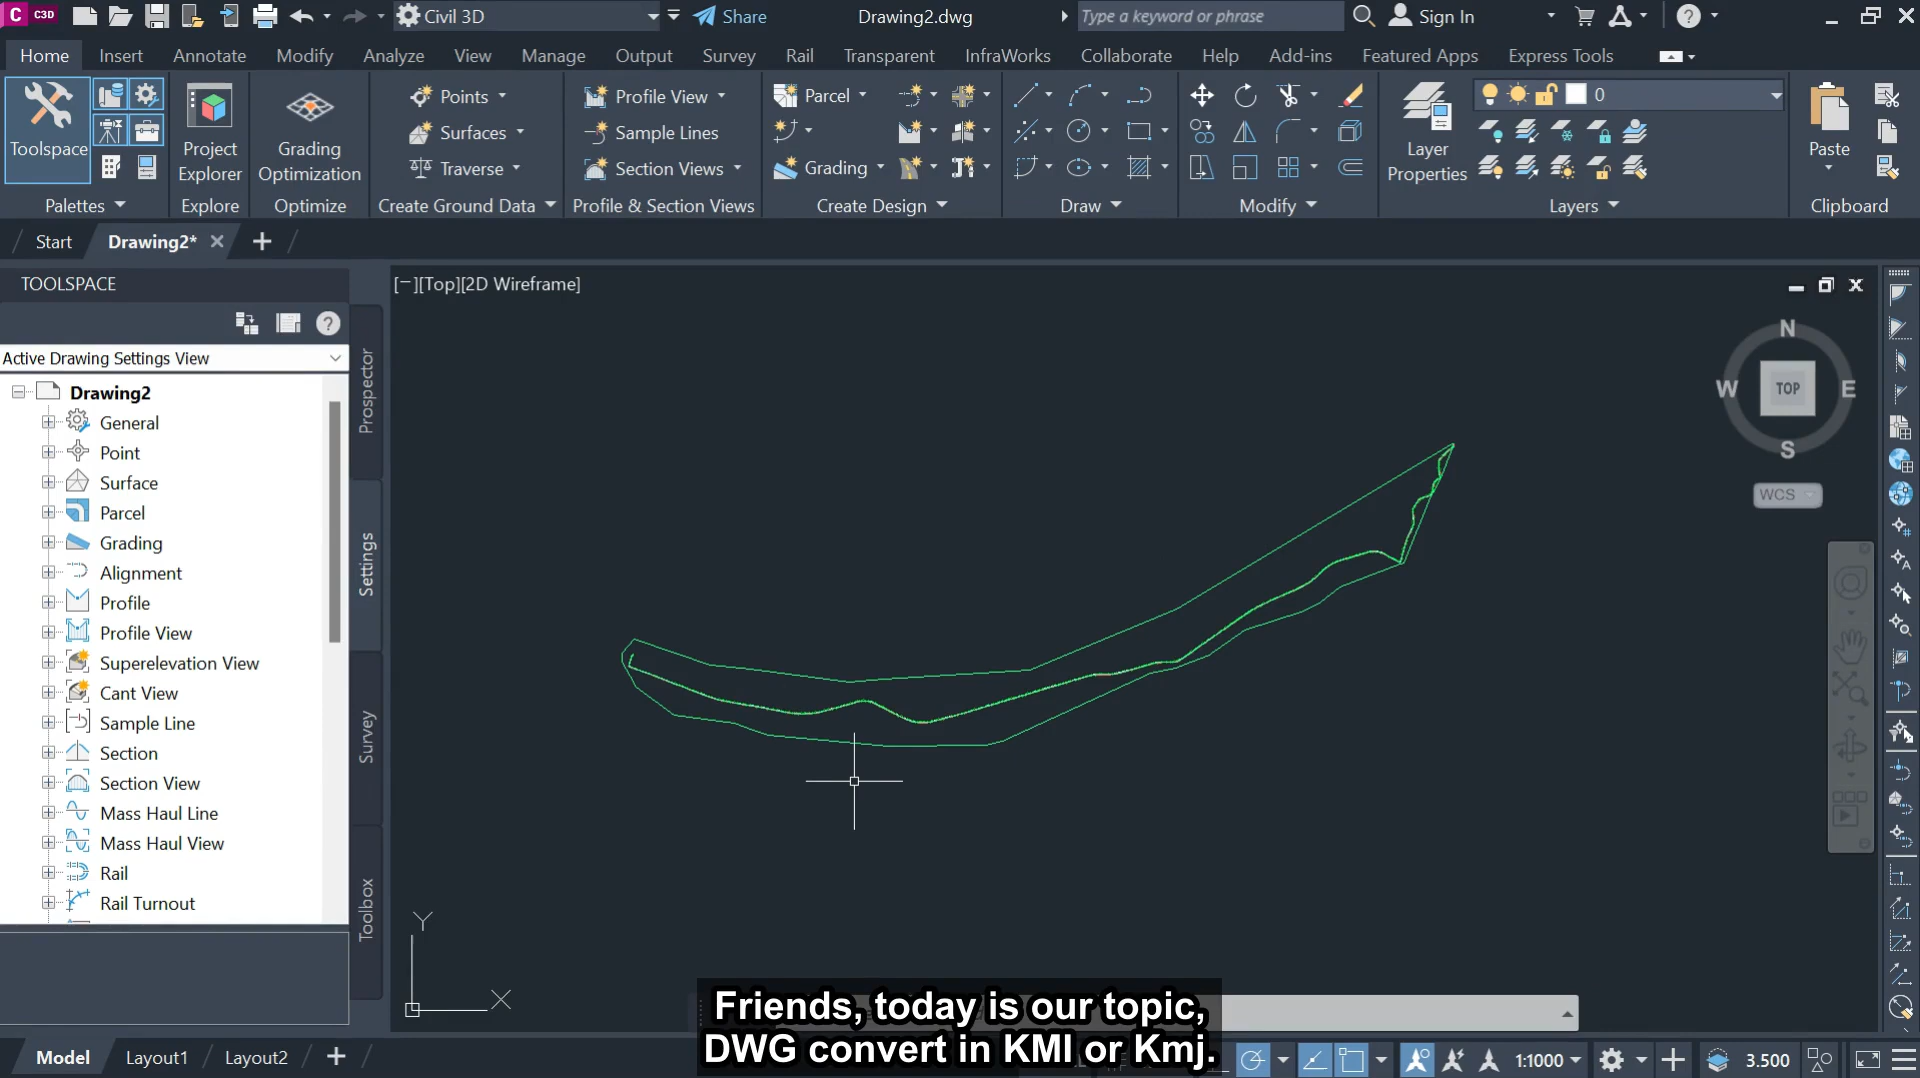 C3D
Civil 3D
Share
Drawing2.dwg
Type a keyword or phrase
Sign In
Home
Insert
Annotate
Modify
Analyze
View
Manage
Output
Survey
Rail
Transparent
InfraWorks
Collaborate
Help
Add-ins
Featured Apps
Express Tools
Toolspace
Project
Explorer
Grading
Optimization
Points
Surfaces
Traverse
Profile View
Sample Lines
Section Views
Parcel
Grading
Layer
Properties
0
Paste
Palettes
Explore
Optimize
Create Ground Data
Profile & Section Views
Create Design
Draw
Modify
Layers
Clipboard
Start
Drawing2*
TOOLSPACE
Active Drawing Settings View
Drawing2
General
Point
Surface
Parcel
Grading
Alignment
Profile
Profile View
Superelevation View
Cant View
Sample Line
Section
Section View
Mass Haul Line
Mass Haul View
Rail
Rail Turnout
Prospector
Settings
Survey
Toolbox
[−][Top][2D Wireframe]
N
W
TOP
E
S
WCS
Y
X
Friends, today is our topic,
DWG convert in KMl or Kmj.
Model
Layout1
Layout2
1:1000
3.500